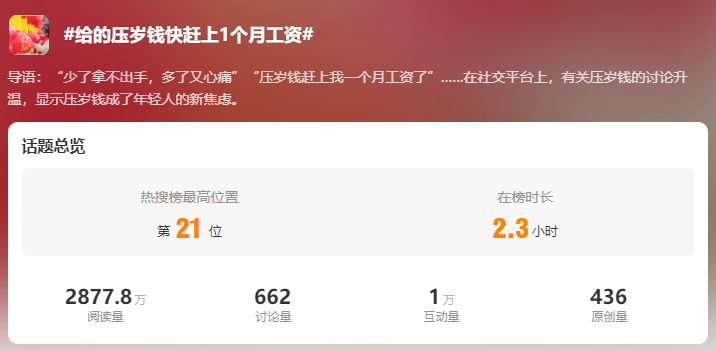 #给的压岁钱快赶上1个月工资#
导语：“少了拿不出手，多了又心痛”“压岁钱赶上我一个月工资了”......在社交平台上，有关压岁钱的讨论升
温，显示压岁钱成了年轻人的新焦虑。
话题总览
热搜榜最高位置 在榜时长
第 21 位 2.3 小时
2877.8 万 662 1 万 436
阅读量 讨论量 互动量 原创量